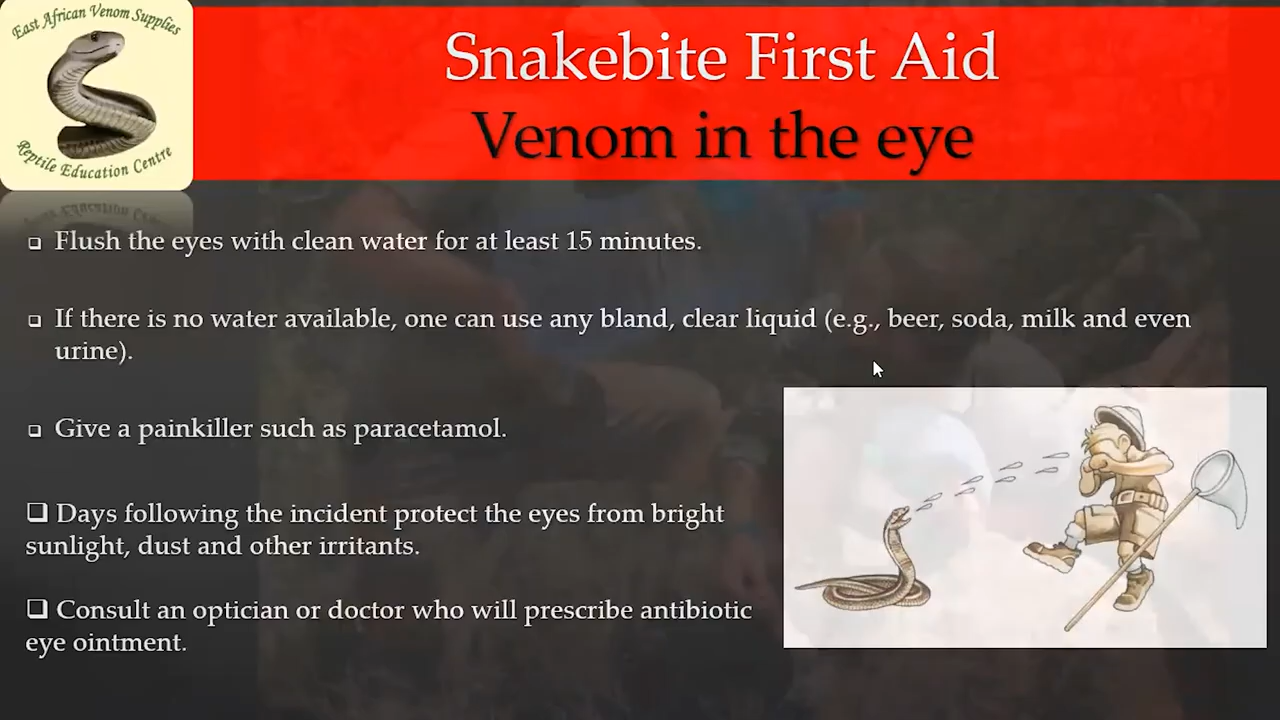 East African Venom Supplies
Reptile Education Centre
Snakebite First Aid
Venom in the eye
Flush the eyes with clean water for at least 15 minutes.
If there is no water available, one can use any bland, clear liquid (e.g., beer, soda, milk and even
urine).
Give a painkiller such as paracetamol.
Days following the incident protect the eyes from bright
sunlight, dust and other irritants.
Consult an optician or doctor who will prescribe antibiotic
eye ointment.